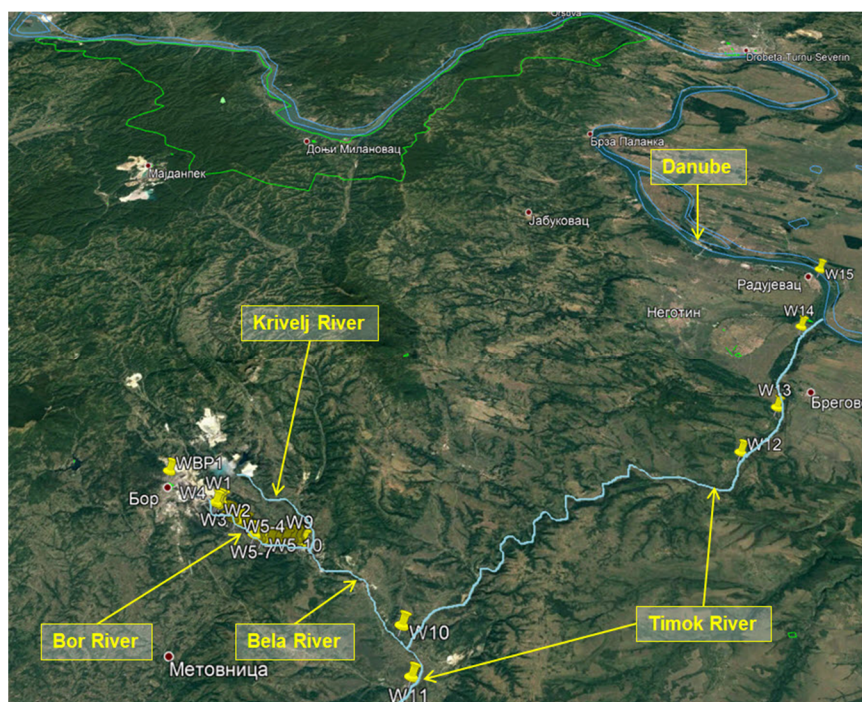 Orsova
Drobeta-Turnu Severin
Доњи Милановац
Брза Паланка
Мајданпек
Danube
Јабуковац
W15
Радујевац
Krivelj River
Неготин
W14
W13
Брегово
W12
WBP1
Бор
W4
W1
W3
W2
W5-4
W9
W5-7
W5-10
Bor River
Bela River
W10
Timok River
Метовница
W11